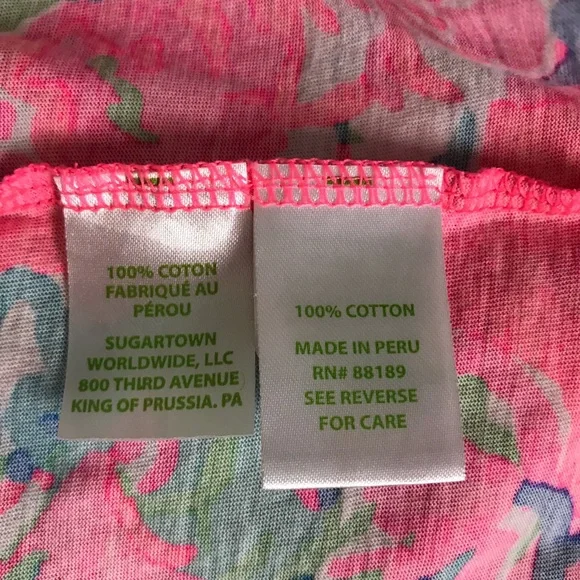 100% COTON
FABRIQUÉ AU
PÉROU
SUGARTOWN
WORLDWIDE, LLC
800 THIRD AVENUE
KING OF PRUSSIA. PA
100% COTTON
MADE IN PERU
RN# 88189
SEE REVERSE
FOR CARE